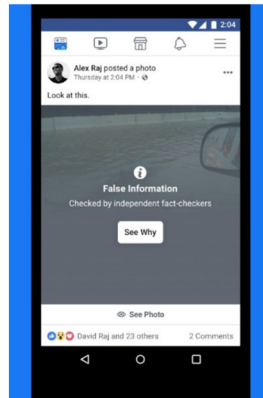 2:04
Alex Raj posted a photo
Thursday at 2:04 PM ·
Look at this.
False Information
Checked by independent fact-checkers
See Why
See Photo
David Raj and 23 others 2 Comments